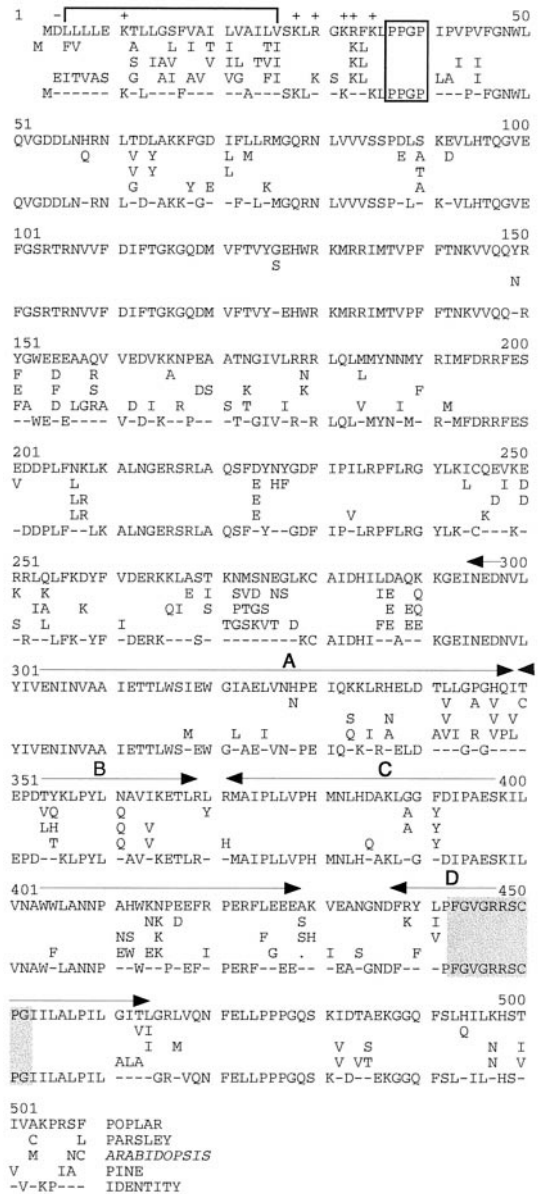 1 50
- + + + ++ +
MDLLLLE KTLLGSFVAI LVAILVSKLR GKRFKLPPGP IPVPVFGNWL
M FV A L I T I T I KL
S IAV V I L TVI KL
EITVAS G AI AV VG FI K S KL LA I
M------ K-L--F---- --A---SKL- -K--KLPPGP ---P-FGNWL
51 100
QVGDDLNHRN LTDLAKKFGD IFLLRMGQRN LVVVSSPDLS KEVLHTQGVE
Q V Y L M E A D
V L L T
G Y E K A
QVGDDLN-RN L-D-AKK-G- -F-L-MGQRN LVVVSSP-L- K-VLHTQGVE
101 150
FGSRTRNVVF DIFTGKGQDM VFTVYGEHWR KMRRIMTVPF FTNKVVQQYR
S
N
FGSRTRNVVF DIFTGKGQDM VFTVY-EHWR KMRRIMTVPF FTNKVVQQ-R
151 200
YGWEEEAAQV VEDVKKNPEA ATNGIVLRRR LQLMMYNNMY RIMFDRRFES
F D R A N L
E F S DS K K F
FA D LGRA D I R S T I V I M
--WE-E---- V-D-K--P-- -T-GIV-R-R LQL-MYN-M-R -M-FDRRFES
201 250
EDDPLFNKLK ALNGERSRLA QSFDYNYGDF IPILRPFLRG YLKICQEVKE
V L E HF L I D
LR E E D
LR E V K
-DDPLF--LK ALNGERSRLA QSF-Y--GDF IP-LRPFLRG YLK-C---K-
251 300
RRLQLFKDYF VDERKKLAST KNMSNEGLKC AIDHILDAQK KGEINEDNVL
K K E I SVD NS IE Q
IA K QI S PTGS E EQ
S L I TGSKVT D F EE
-R--LFK-YF -DERK---S- --------KC AIDHI--A-- KGEINEDNVL
301 A
YIVENINVAA IETTLWSIEW GIAELVNHPE IQKKLRHELD TLLGPGHQIT
N V A V C
S Q N V V V
M L I Q I A AVI R VPL
YIVENINVAA IETTLWS-EW G-AE-VN-PE IQ-K-R-ELD ---G-G----
351 B C 400
EPDTYKLPYL NAVIKETLRL RMAIPLLVPH MNLHDAKLGG FDIPAESKIL
VQ Q Y A Y
LH Q V A Y
T Q V H Q Y
EPD--KLPYL -AV-KETLR- -MAIPLLVPH MNLH-AKL-G -DIPAESKIL
401 D 450
VNAWWLANNP AHWKNPEEFR PERFLEEEAK VEANGNDFRY LPFGVGRRSC
NK D S K I
NS K F SH V
F EW EK I G . I S F
VNAW-LANNP --W--P-EF- PERF--EE-- -EA-G-DF-- -PFGVGRRSC
500
PGIILALPIL GITLGRLVQN FELLPPPGQS KIDTAEKGGQ FSLHILKHST
VI Q
I M V S N I
ALA V VT N V
PGIILALPIL ----GR-VQN FELLPPPGQS K-D--EKGGQ FSL-IL-HS-
501
IVAKPRSF POPLAR
C L PARSLEY
M NC ARABIDOPSIS
V IA PINE
-V-KP--- IDENTITY